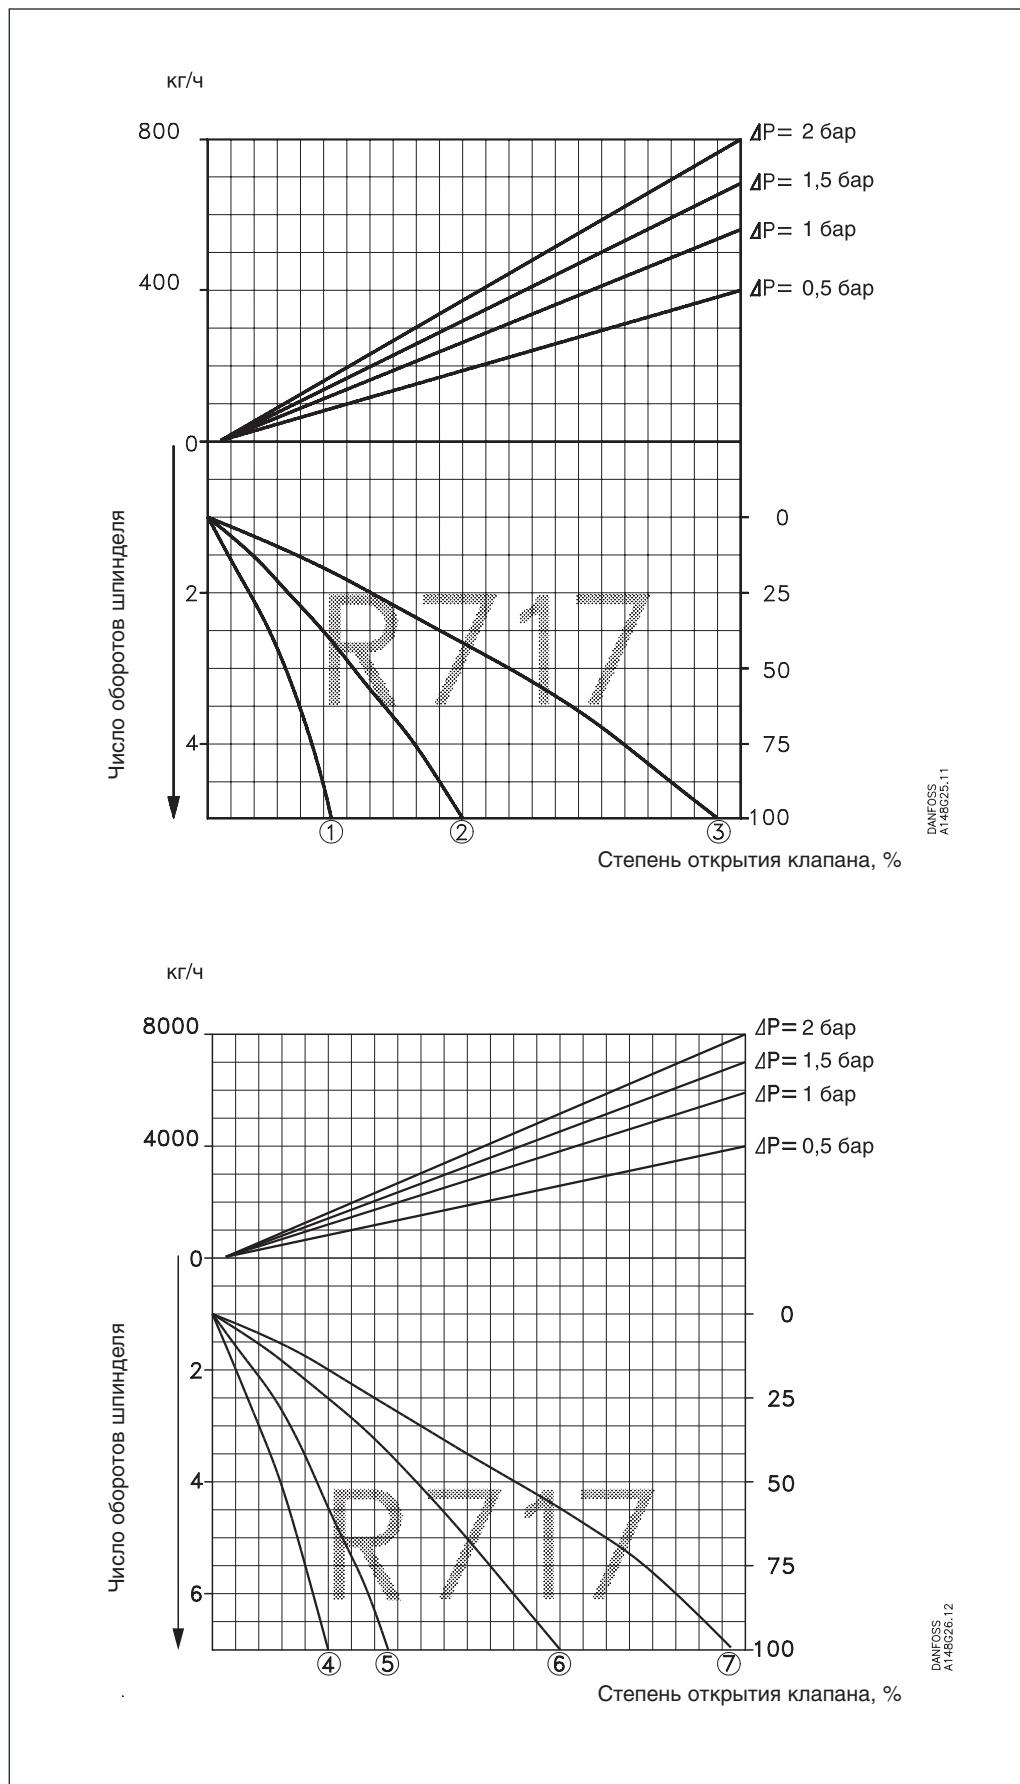 кг/ч
800
ΔP= 2 бар
ΔP= 1,5 бар
ΔP= 1 бар
400
ΔP= 0,5 бар
0
Число оборотов шпинделя
0
2
25
R717
50
4
75
100
1
2
3
Степень открытия клапана, %
DANFOSS
A148G25.11
кг/ч
8000
ΔP= 2 бар
ΔP= 1,5 бар
ΔP= 1 бар
4000
ΔP= 0,5 бар
0
Число оборотов шпинделя
0
2
25
4
50
R717
75
6
100
4
5
6
7
Степень открытия клапана, %
DANFOSS
A148G26.12